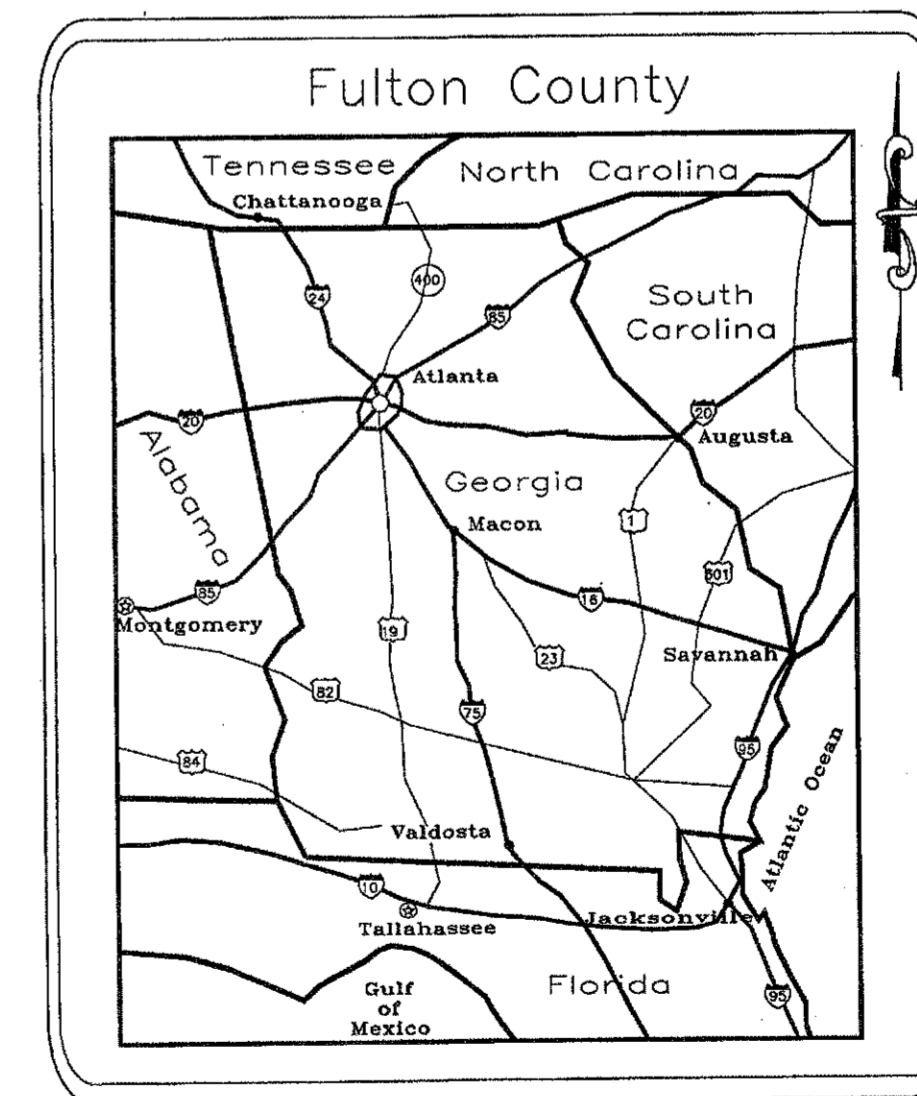 Fulton County
Tennessee
North Carolina
Chattanooga
400
24
85
South
Carolina
Atlanta
20
20
Augusta
Alabama
Georgia
Macon
1
301
85
16
Montgomery
19
23
Savannah
82
75
95
84
Atlantic Ocean
Valdosta
10
Tallahassee
Jacksonville
Florida
Gulf
of
Mexico
95